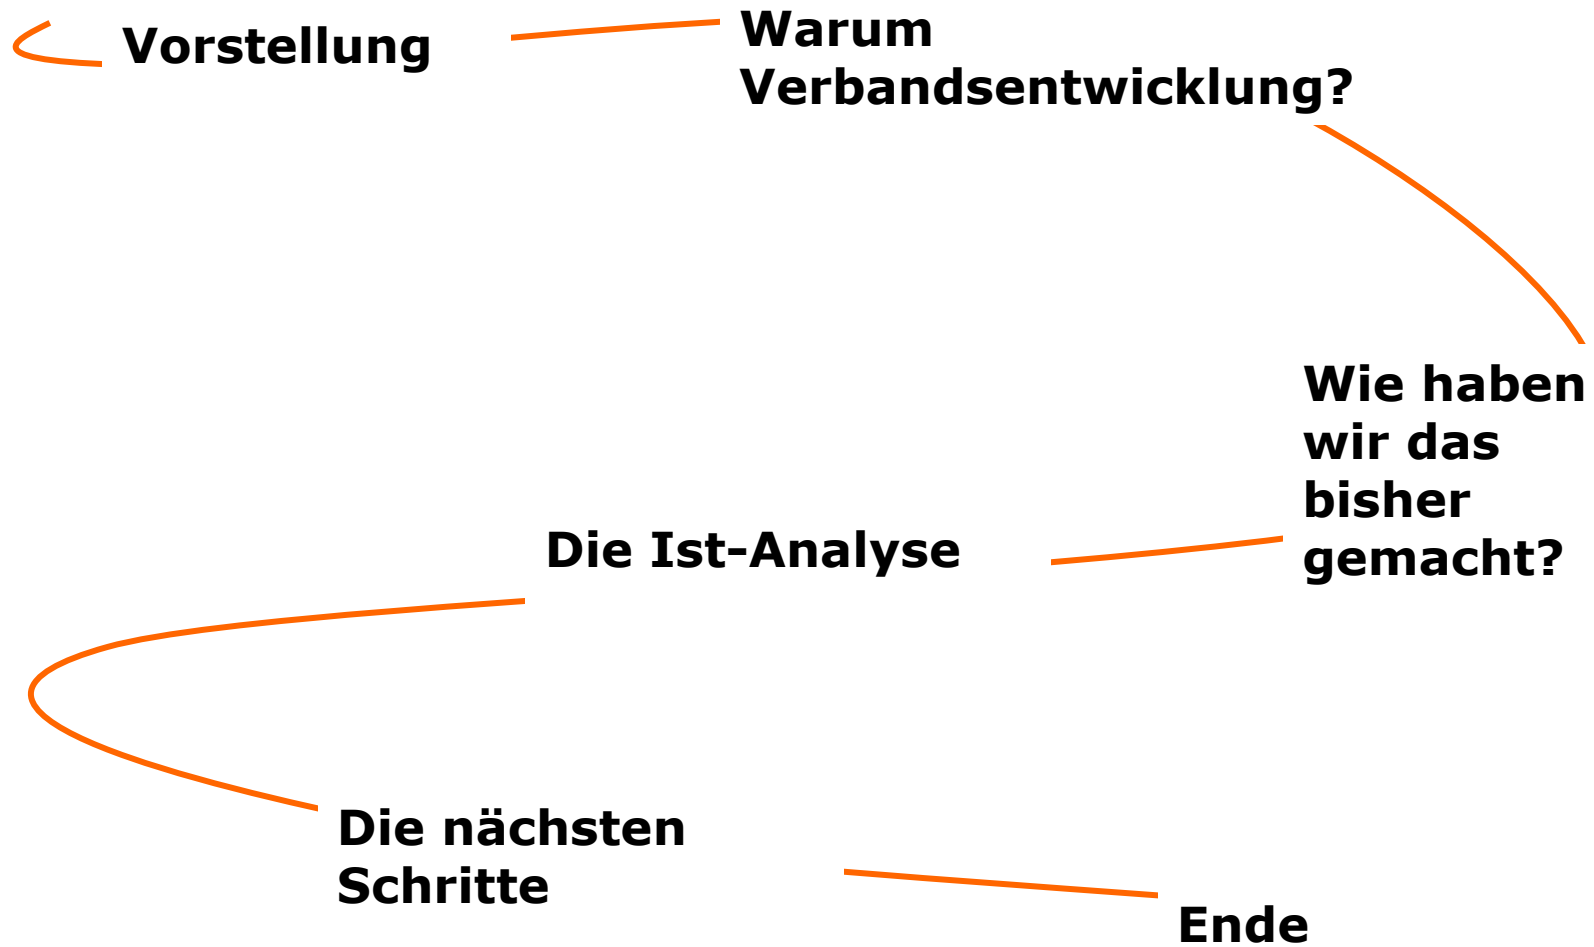 Vorstellung
Warum
Verbandsentwicklung?
Wie haben
wir das
bisher
gemacht?
Die Ist-Analyse
Die nächsten
Schritte
Ende